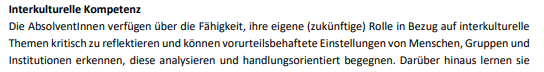 Interkulturelle Kompetenz
Die AbsolventInnen verfügen über die Fähigkeit, ihre eigene (zukünftige) Rolle in Bezug auf interkulturelle
Themen kritisch zu reflektieren und können vorurteilsbehaftete Einstellungen von Menschen, Gruppen und
Institutionen erkennen, diese analysieren und handlungsorientiert begegnen. Darüber hinaus lernen sie